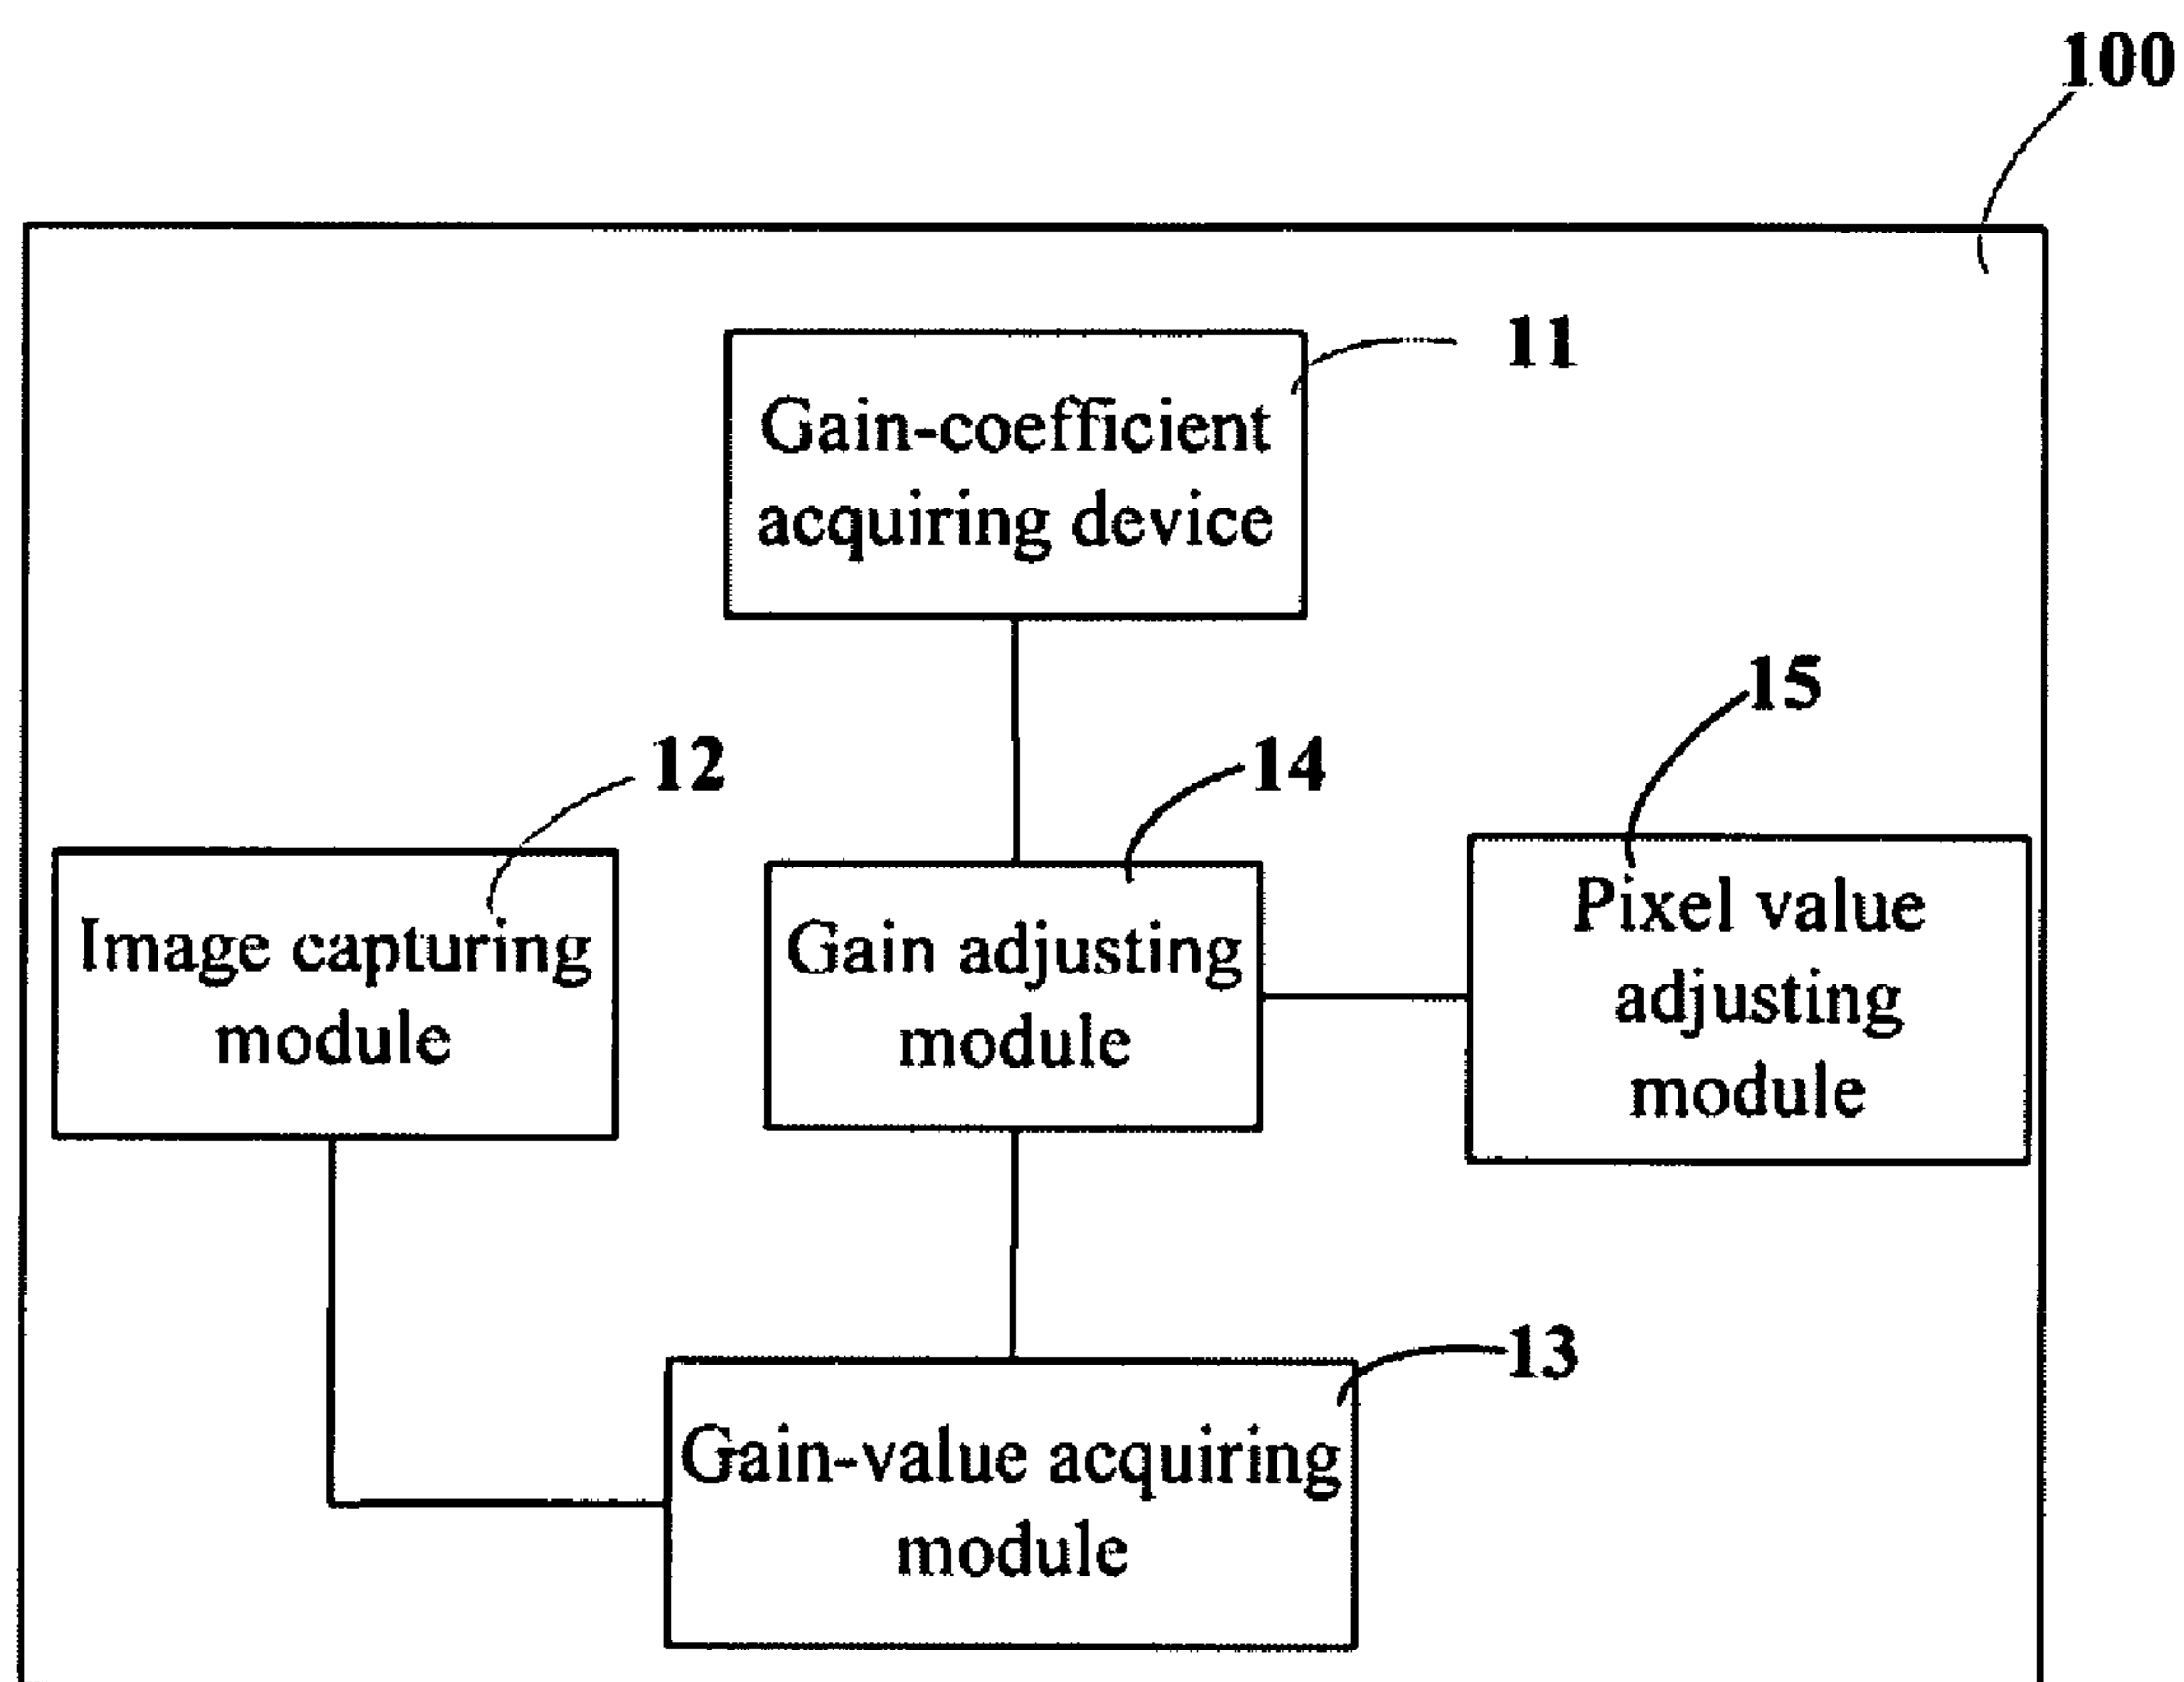 100
11
Gain-coefficient
acquiring device
15
12
14
Image capturing
module
Gain adjusting
module
Pixel value
adjusting
module
13
Gain-value acquiring
module